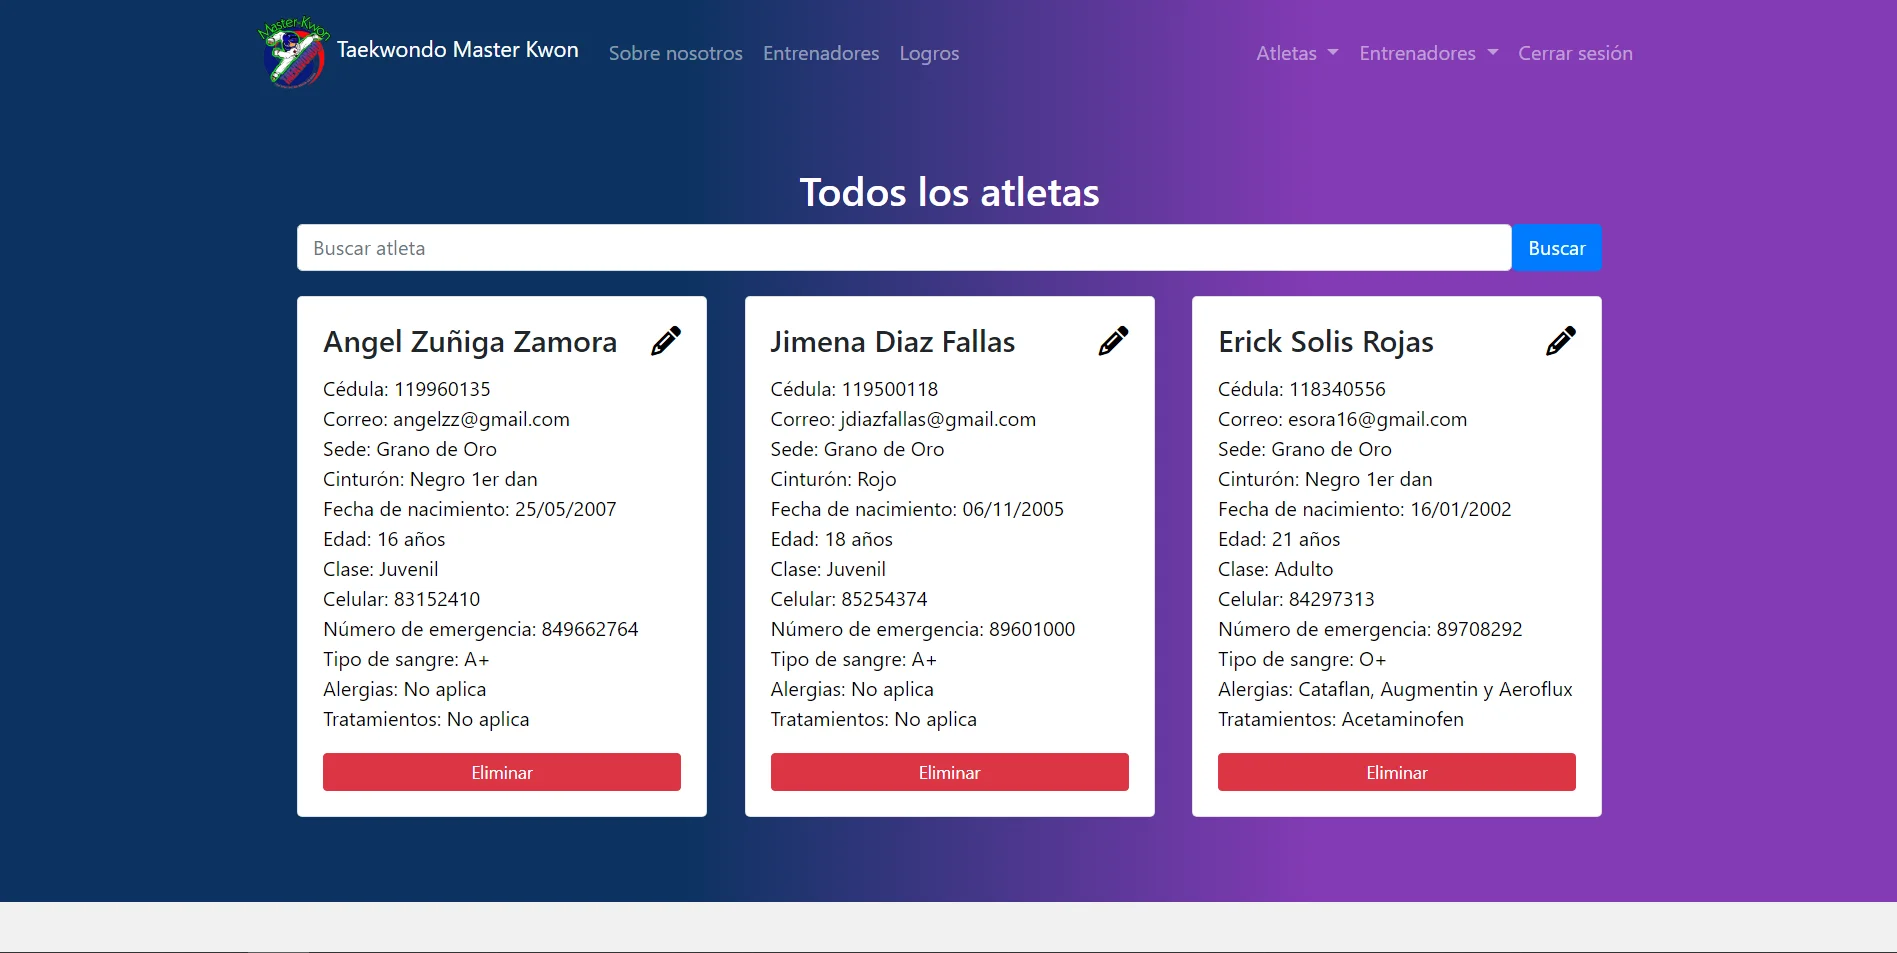 Master-Kwon
Taekwondo Master Kwon
Sobre nosotros
Entrenadores
Logros
Atletas
Entrenadores
Cerrar sesión
Todos los atletas
Buscar atleta
Buscar
Angel Zuñiga Zamora
Cédula: 119960135
Correo: angelzz@gmail.com
Sede: Grano de Oro
Cinturón: Negro 1er dan
Fecha de nacimiento: 25/05/2007
Edad: 16 años
Clase: Juvenil
Celular: 83152410
Número de emergencia: 849662764
Tipo de sangre: A+
Alergias: No aplica
Tratamientos: No aplica
Eliminar
Jimena Diaz Fallas
Cédula: 119500118
Correo: jdiazfallas@gmail.com
Sede: Grano de Oro
Cinturón: Rojo
Fecha de nacimiento: 06/11/2005
Edad: 18 años
Clase: Juvenil
Celular: 85254374
Número de emergencia: 89601000
Tipo de sangre: A+
Alergias: No aplica
Tratamientos: No aplica
Eliminar
Erick Solis Rojas
Cédula: 118340556
Correo: esora16@gmail.com
Sede: Grano de Oro
Cinturón: Negro 1er dan
Fecha de nacimiento: 16/01/2002
Edad: 21 años
Clase: Adulto
Celular: 84297313
Número de emergencia: 89708292
Tipo de sangre: O+
Alergias: Cataflan, Augmentin y Aeroflux
Tratamientos: Acetaminofen
Eliminar